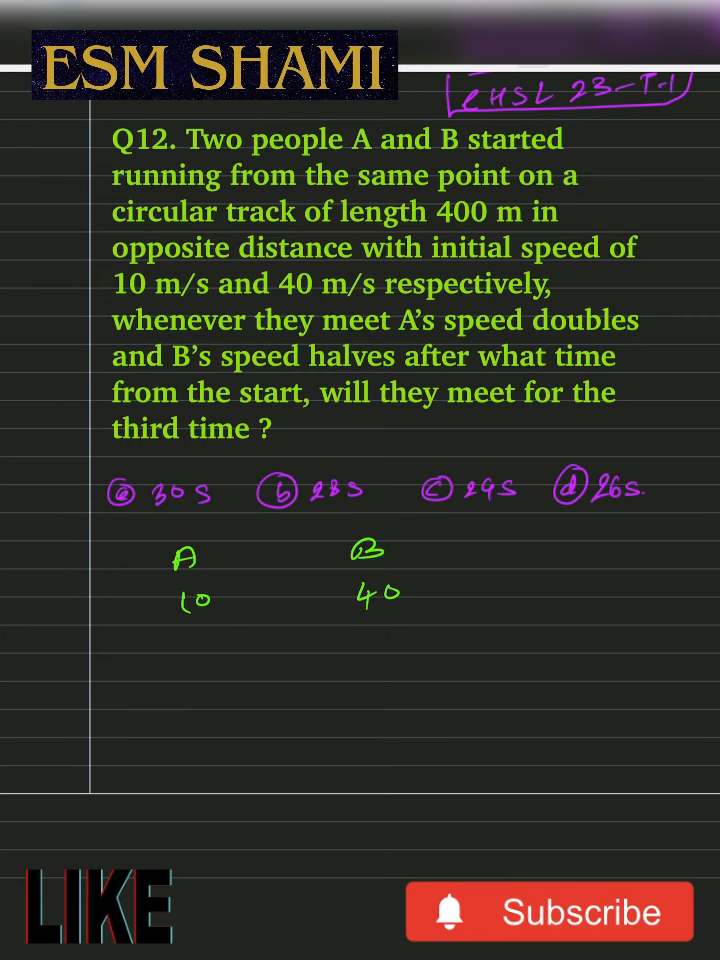 ESM SHAMI
CHSL 23-T-1
Q12. Two people A and B started
running from the same point on a
circular track of length 400 m in
opposite distance with initial speed of
10 m/s and 40 m/s respectively,
whenever they meet A’s speed doubles
and B’s speed halves after what time
from the start, will they meet for the
third time ?
a 30 S b 28 S c 29 S d 26 S.
A B
10 40
LIKE Subscribe